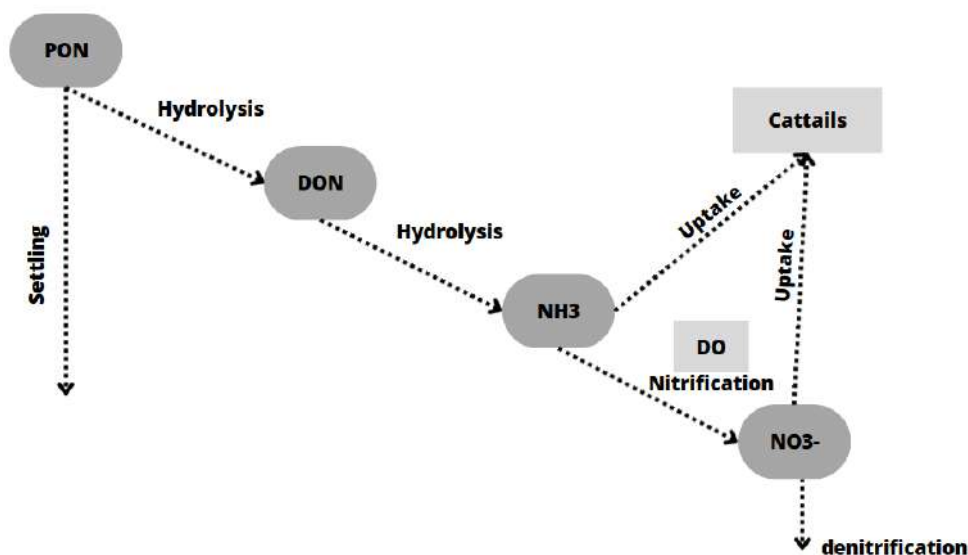 PON
Hydrolysis
Cattails
DON
Uptake
Hydrolysis
Settling
Uptake
NH3
DO
Nitrification
NO3-
denitrification